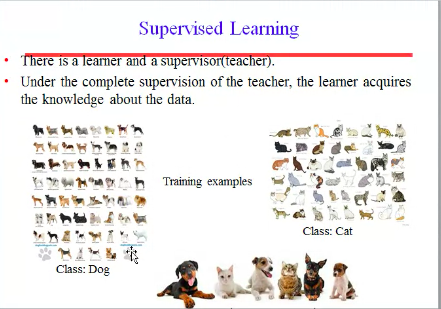 Supervised Learning
• There is a learner and a supervisor(teacher).
• Under the complete supervision of the teacher, the learner acquires
the knowledge about the data.
Training examples
Class: Cat
Class: Dog